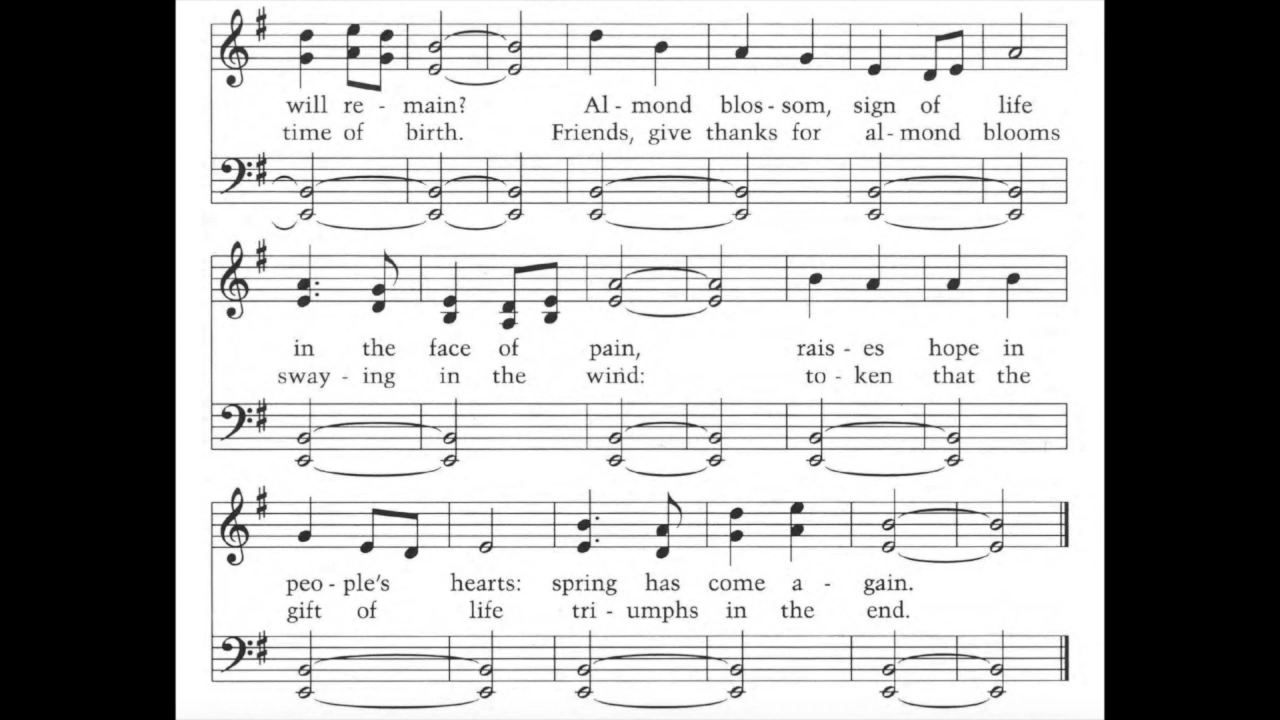 will re - main? Al - mond blos - som, sign of life
time of birth. Friends, give thanks for al - mond blooms
in the face of pain, rais - es hope in
sway - ing in the wind: to - ken that the
peo - ple's hearts: spring has come a - gain.
gift of life tri - umphs in the end.